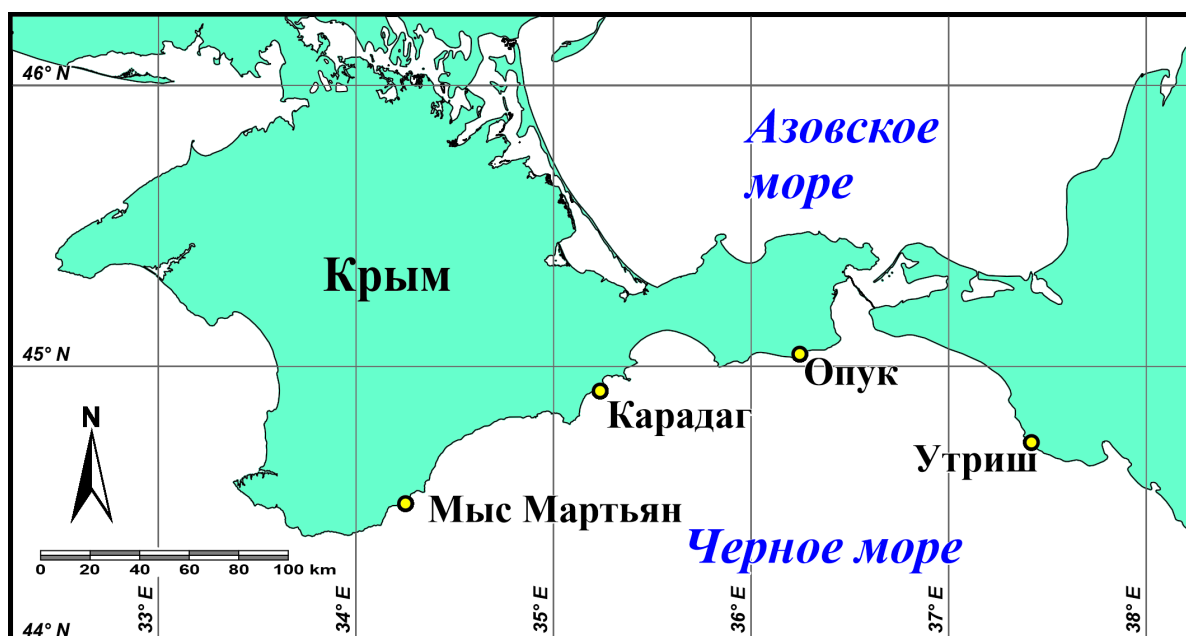 46° N
Азовское
море
Крым
45° N
Опук
Карадаг
N
Утриш
Мыс Мартьян
Черное море
0 20 40 60 80 100 km
33° E
34° E
35° E
36° E
37° E
38° E
44° N